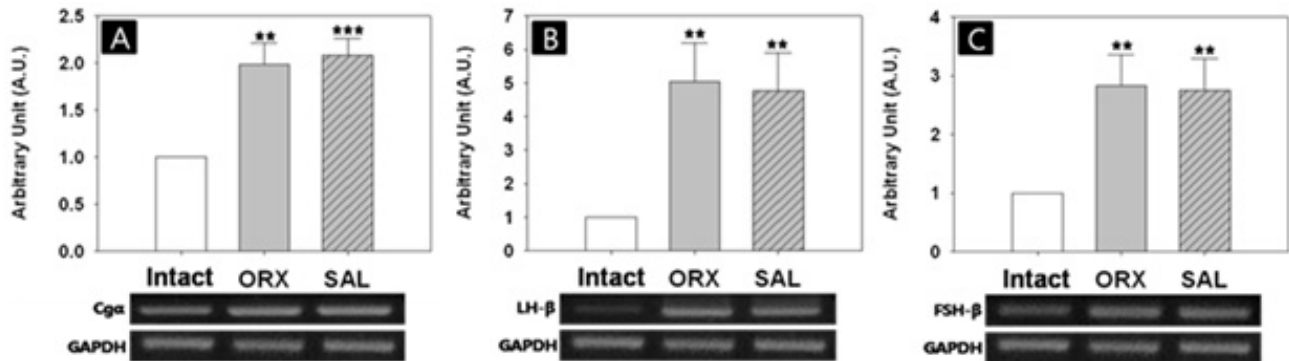 A
Arbitrary Unit (A.U.)
2.5
2.0
1.5
1.0
0.5
0.0
**
***
Intact ORX SAL
Cgα
GAPDH
B
Arbitrary Unit (A.U.)
7
6
5
4
3
2
1
0
**
**
Intact ORX SAL
LH-β
GAPDH
C
Arbitrary Unit (A.U.)
4
3
2
1
0
**
**
Intact ORX SAL
FSH-β
GAPDH